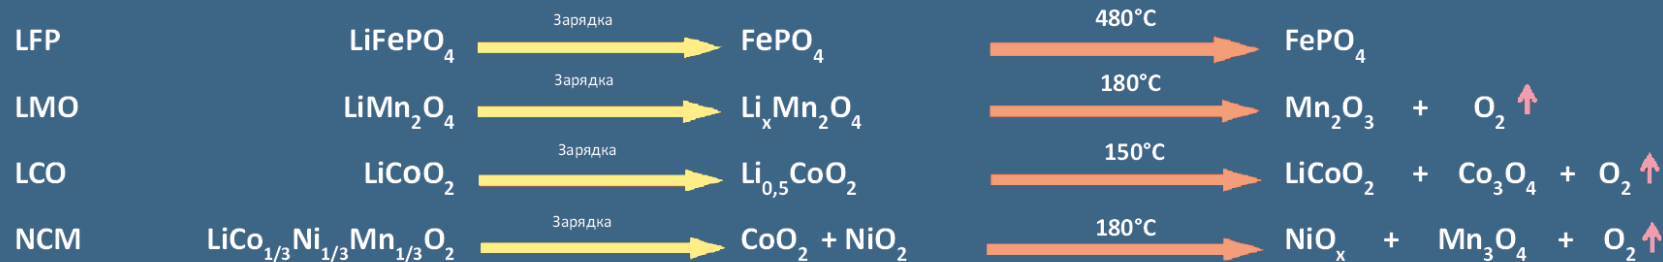 LFP LiFePO₄ Зарядка FePO₄ 480°C FePO₄
LMO LiMn₂O₄ Зарядка LiₓMn₂O₄ 180°C Mn₂O₃ + O₂ ↑
LCO LiCoO₂ Зарядка Li₀,₅CoO₂ 150°C LiCoO₂ + Co₃O₄ + O₂ ↑
NCM LiCo₁/₃Ni₁/₃Mn₁/₃O₂ Зарядка CoO₂ + NiO₂ 180°C NiOₓ + Mn₃O₄ + O₂ ↑